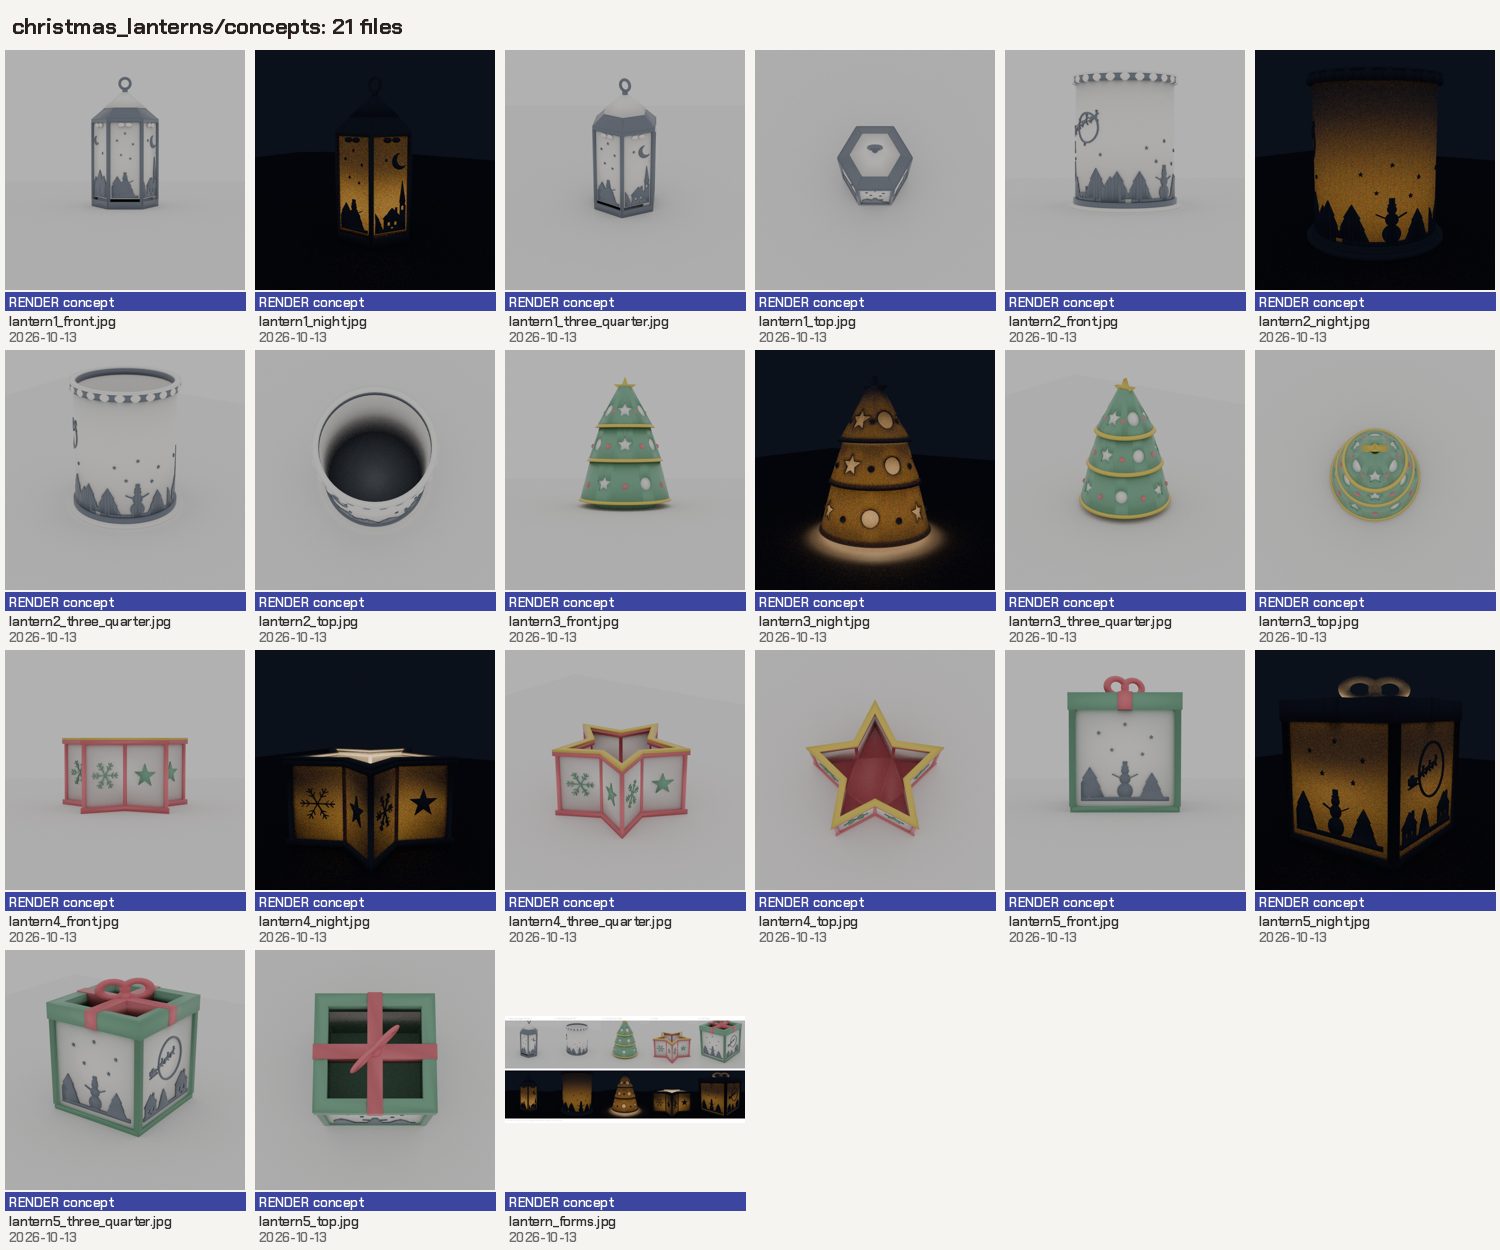 christmas_lanterns/concepts: 21 files
RENDER concept
RENDER concept
RENDER concept
RENDER concept
RENDER concept
RENDER concept
lantern1_front.jpg
lantern1_night.jpg
lantern1_three_quarter.jpg
lantern1_top.jpg
lantern2_front.jpg
lantern2_night.jpg
2026-10-13
2026-10-13
2026-10-13
2026-10-13
2026-10-13
2026-10-13
RENDER concept
RENDER concept
RENDER concept
RENDER concept
RENDER concept
RENDER concept
lantern2_three_quarter.jpg
lantern2_top.jpg
lantern3_front.jpg
lantern3_night.jpg
lantern3_three_quarter.jpg
lantern3_top.jpg
2026-10-13
2026-10-13
2026-10-13
2026-10-13
2026-10-13
2026-10-13
RENDER concept
RENDER concept
RENDER concept
RENDER concept
RENDER concept
RENDER concept
lantern4_front.jpg
lantern4_night.jpg
lantern4_three_quarter.jpg
lantern4_top.jpg
lantern5_front.jpg
lantern5_night.jpg
2026-10-13
2026-10-13
2026-10-13
2026-10-13
2026-10-13
2026-10-13
RENDER concept
RENDER concept
RENDER concept
lantern5_three_quarter.jpg
lantern5_top.jpg
lantern_forms.jpg
2026-10-13
2026-10-13
2026-10-13